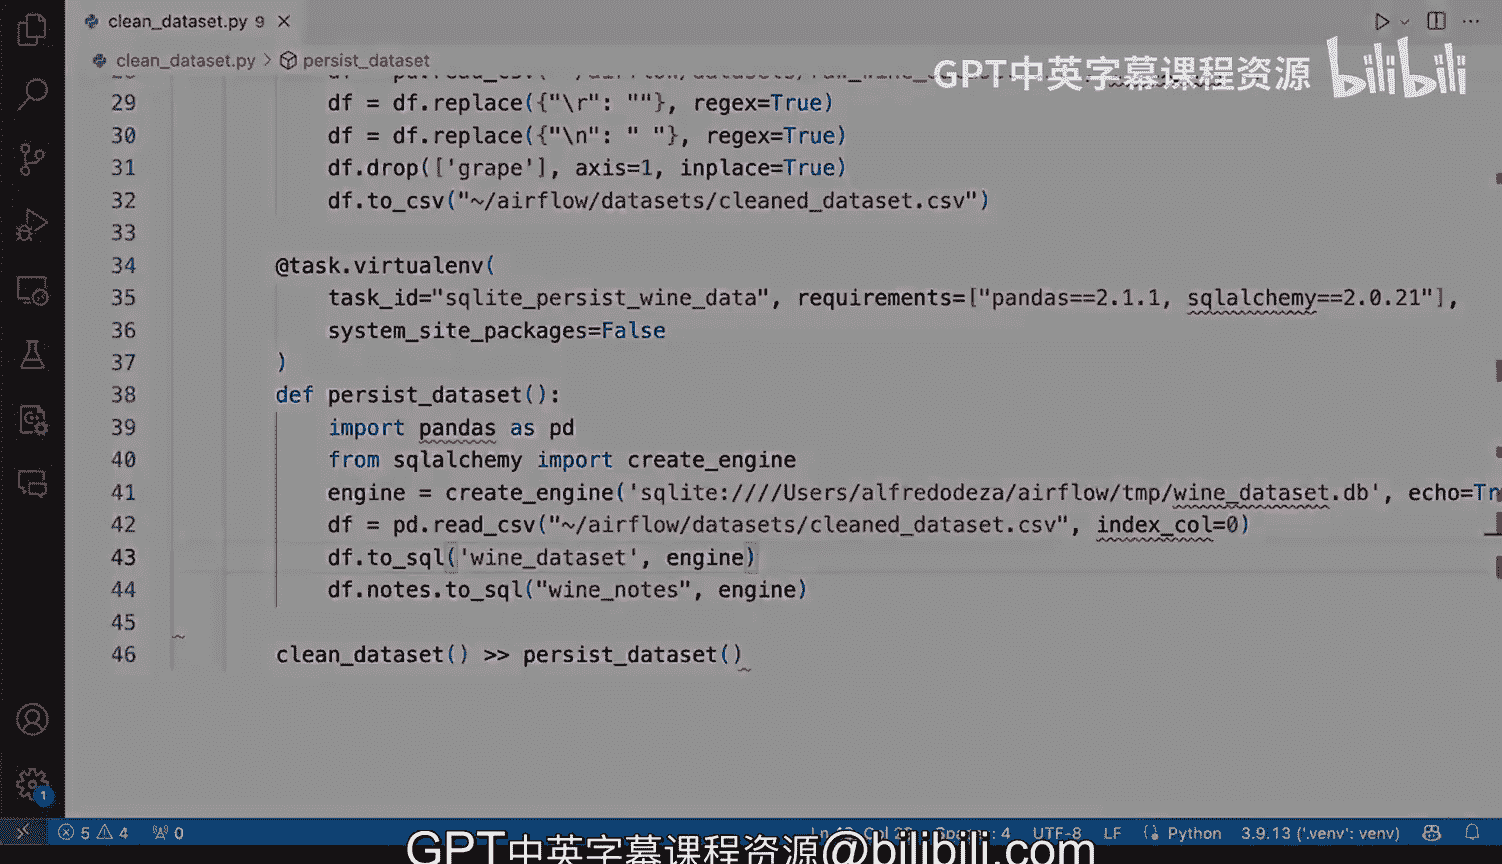 clean_dataset.py 9
clean_dataset.py > persist_dataset
GPT中英字幕课程资源 bilibili
29 df = df.replace({"\r": ""}, regex=True)
30 df = df.replace({"\n": " "}, regex=True)
31 df.drop(['grape'], axis=1, inplace=True)
32 df.to_csv("~/airflow/datasets/cleaned_dataset.csv")
33
34 @task.virtualenv(
35 task_id="sqlite_persist_wine_data", requirements=["pandas==2.1.1, sqlalchemy==2.0.21"],
36 system_site_packages=False
37 )
38 def persist_dataset():
39 import pandas as pd
40 from sqlalchemy import create_engine
41 engine = create_engine('sqlite:////Users/alfredodeza/airflow/tmp/wine_dataset.db', echo=Tr
42 df = pd.read_csv("~/airflow/datasets/cleaned_dataset.csv", index_col=0)
43 df.to_sql('wine_dataset', engine)
44 df.notes.to_sql("wine_notes", engine)
45
46 clean_dataset() >> persist_dataset()
1
5 4 0 4 UTF-8 LF Python 3.9.13 ('.venv': venv)
GPT中英字幕课程资源@bilibili.com